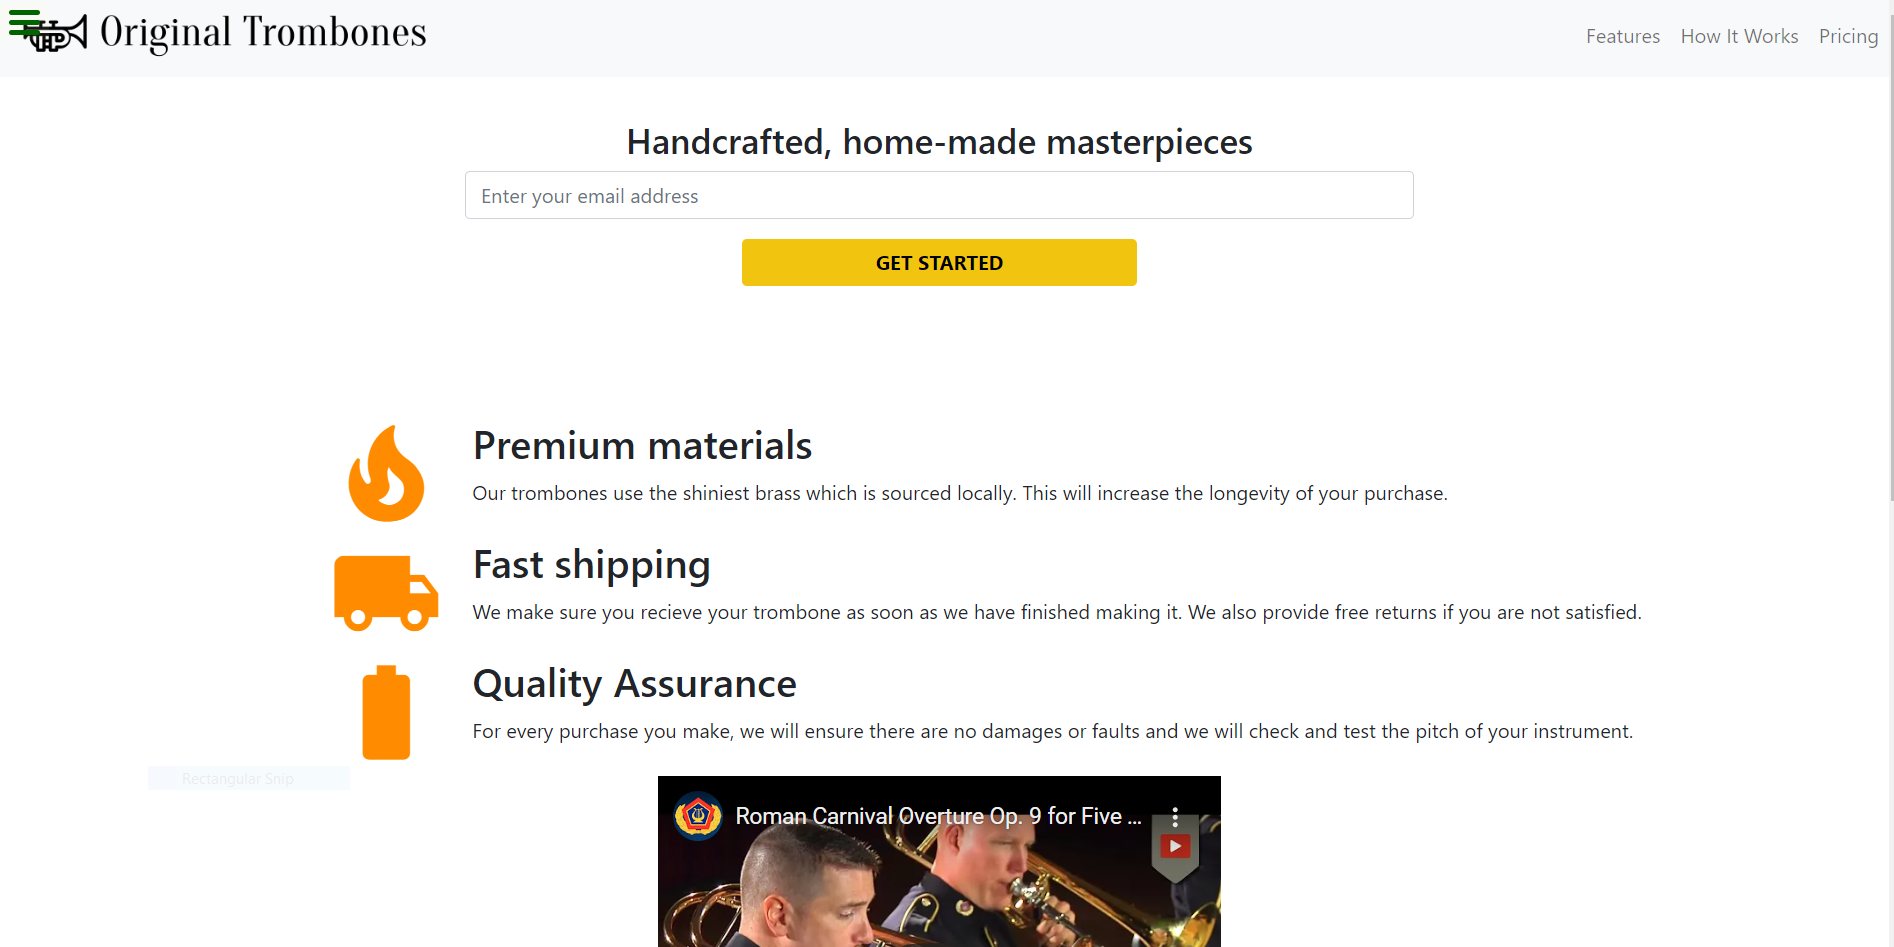 Original Trombones
Features How It Works Pricing
Handcrafted, home-made masterpieces
Enter your email address
GET STARTED
Premium materials
Our trombones use the shiniest brass which is sourced locally. This will increase the longevity of your purchase.
Fast shipping
We make sure you recieve your trombone as soon as we have finished making it. We also provide free returns if you are not satisfied.
Quality Assurance
For every purchase you make, we will ensure there are no damages or faults and we will check and test the pitch of your instrument.
Rectangular Snip
Roman Carnival Overture Op. 9 for Five ...